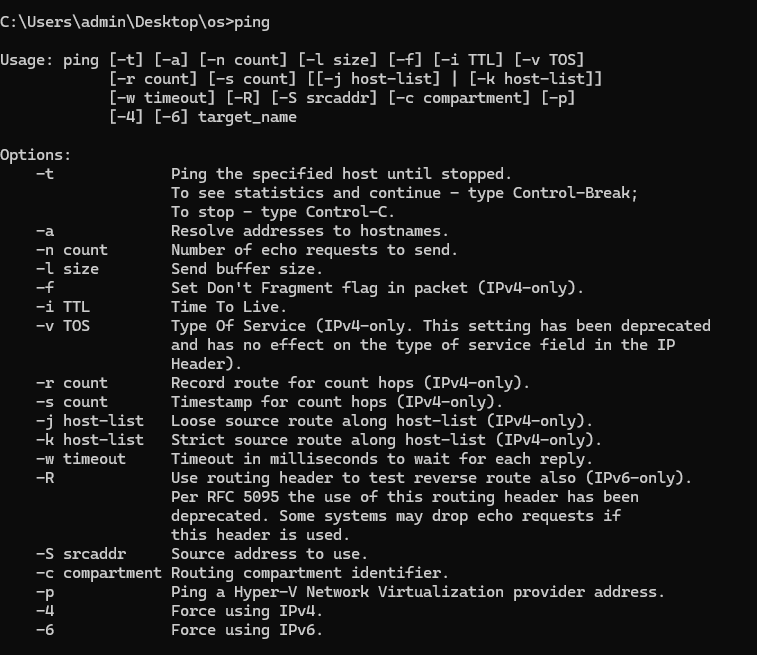 C:\Users\admin\Desktop\os>ping
Usage: ping [-t] [-a] [-n count] [-l size] [-f] [-i TTL] [-v TOS]
            [-r count] [-s count] [[-j host-list] | [-k host-list]]
            [-w timeout] [-R] [-S srcaddr] [-c compartment] [-p]
            [-4] [-6] target_name
Options:
    -t             Ping the specified host until stopped.
                   To see statistics and continue - type Control-Break;
                   To stop - type Control-C.
    -a             Resolve addresses to hostnames.
    -n count       Number of echo requests to send.
    -l size        Send buffer size.
    -f             Set Don't Fragment flag in packet (IPv4-only).
    -i TTL         Time To Live.
    -v TOS         Type Of Service (IPv4-only. This setting has been deprecated
                   and has no effect on the type of service field in the IP
                   Header).
    -r count       Record route for count hops (IPv4-only).
    -s count       Timestamp for count hops (IPv4-only).
    -j host-list   Loose source route along host-list (IPv4-only).
    -k host-list   Strict source route along host-list (IPv4-only).
    -w timeout     Timeout in milliseconds to wait for each reply.
    -R             Use routing header to test reverse route also (IPv6-only).
                   Per RFC 5095 the use of this routing header has been
                   deprecated. Some systems may drop echo requests if
                   this header is used.
    -S srcaddr     Source address to use.
    -c compartment Routing compartment identifier.
    -p             Ping a Hyper-V Network Virtualization provider address.
    -4             Force using IPv4.
    -6             Force using IPv6.